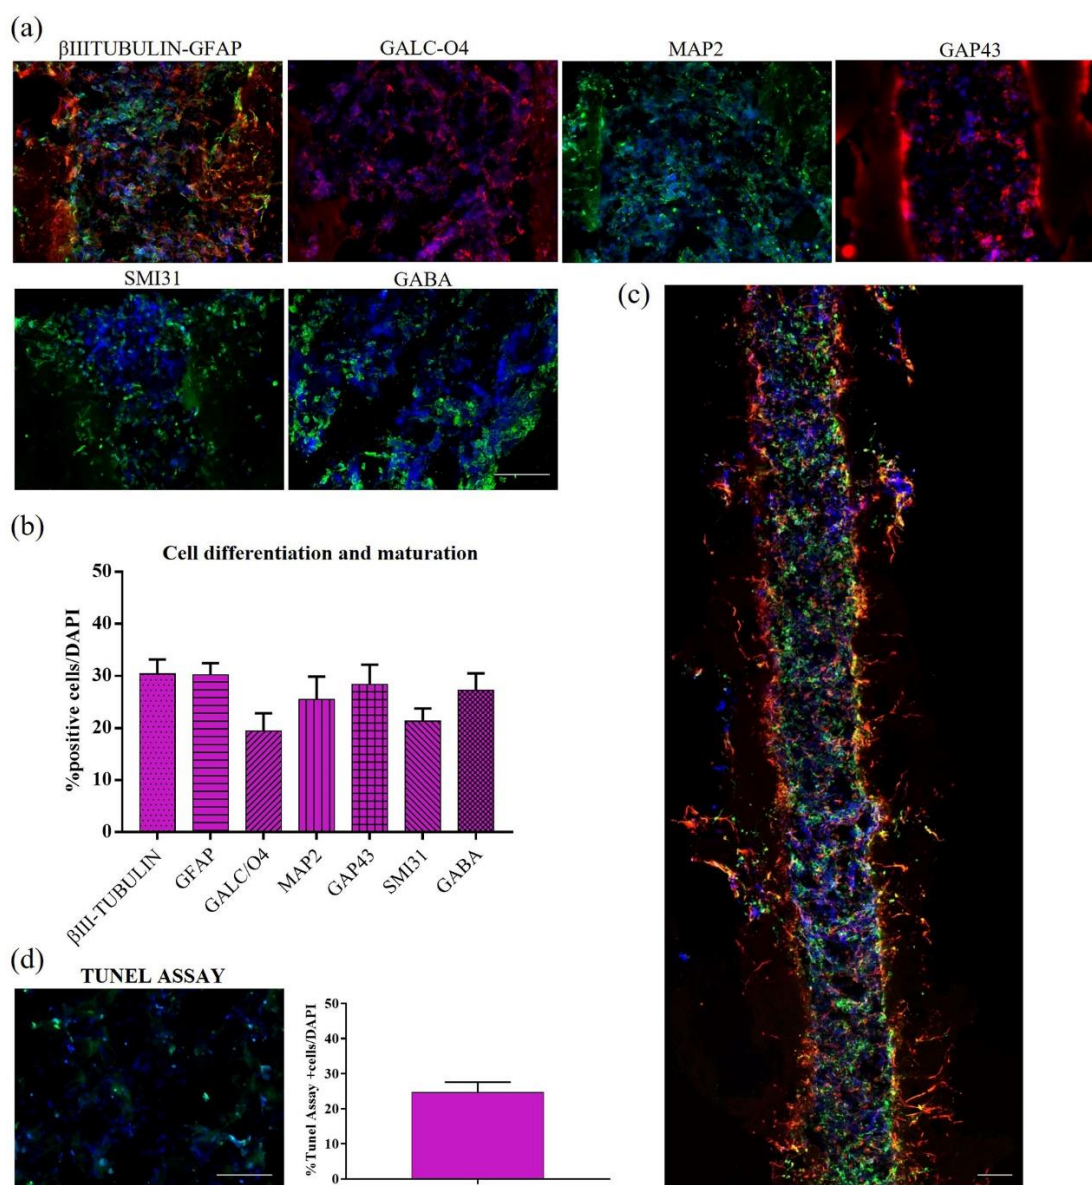 (a)
βIIITUBULIN-GFAP
GALC-O4
MAP2
GAP43
SMI31
GABA
(c)
(b)
Cell differentiation and maturation
%positive cells/DAPI
50
40
30
20
10
0
βIII-TUBULIN
GFAP
GALC/O4
MAP2
GAP43
SMI31
GABA
(d)
TUNEL ASSAY
%Tunel Assay +cells/DAPI
50
40
30
20
10
0